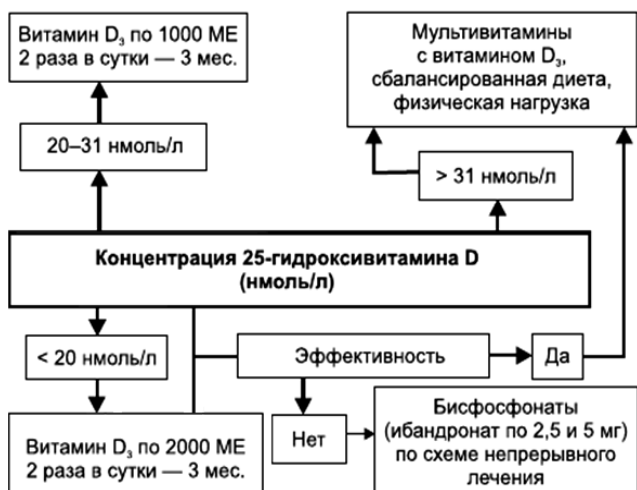 Витамин D₃ по 1000 МЕ
2 раза в сутки — 3 мес.
Мультивитамины
с витамином D₃,
сбалансированная диета,
физическая нагрузка
20–31 нмоль/л
> 31 нмоль/л
Концентрация 25-гидроксивитамина D
(нмоль/л)
< 20 нмоль/л
Эффективность
Да
Витамин D₃ по 2000 МЕ
2 раза в сутки — 3 мес.
Нет
Бисфосфонаты
(ибандронат по 2,5 и 5 мг)
по схеме непрерывного
лечения